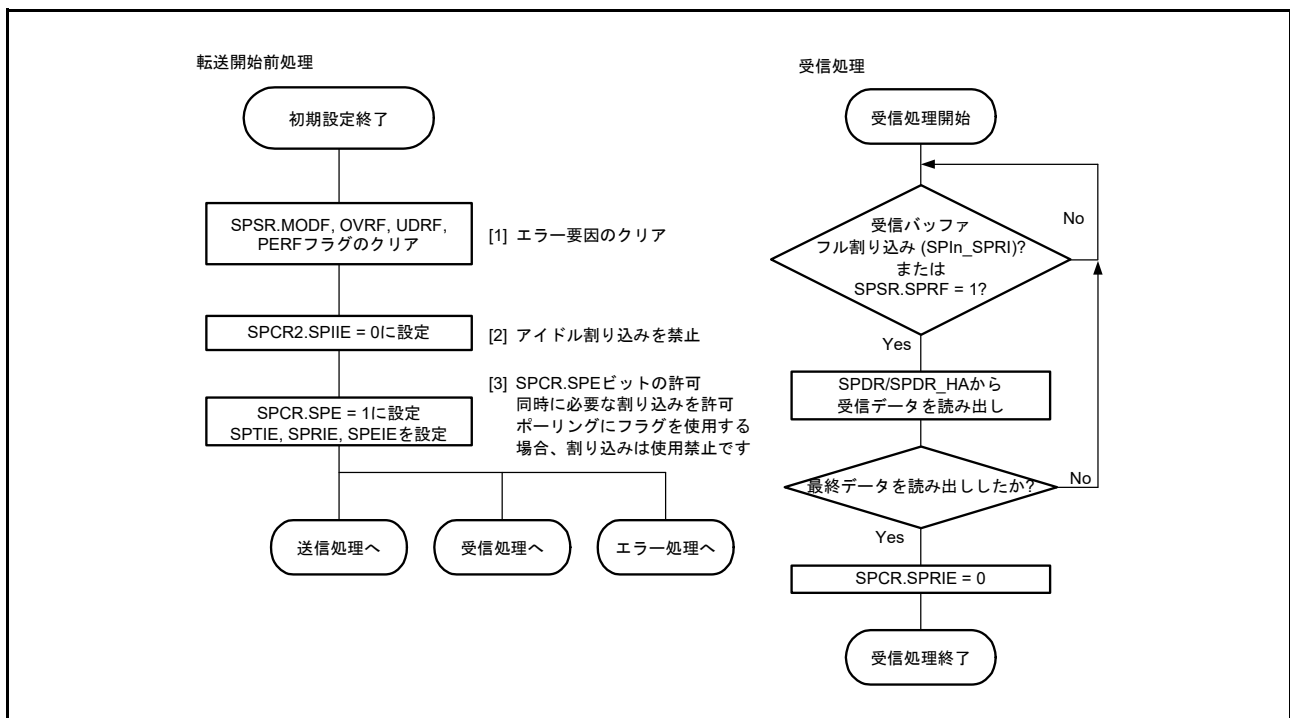 転送開始前処理
初期設定終了
SPSR.MODF, OVRF, UDRF,
PERFフラグのクリア
[1] エラー要因のクリア
SPCR2.SPIIE = 0に設定
[2] アイドル割り込みを禁止
SPCR.SPE = 1に設定
SPTIE, SPRIE, SPEIEを設定
[3] SPCR.SPEビットの許可
同時に必要な割り込みを許可
ポーリングにフラグを使用する
場合、割り込みは使用禁止です
送信処理へ
受信処理へ
エラー処理へ
受信処理
受信処理開始
受信バッファ
フル割り込み (SPIn_SPRI)?
または
SPSR.SPRF = 1?
No
Yes
SPDR/SPDR_HAから
受信データを読み出し
最終データを読み出ししたか?
No
Yes
SPCR.SPRIE = 0
受信処理終了